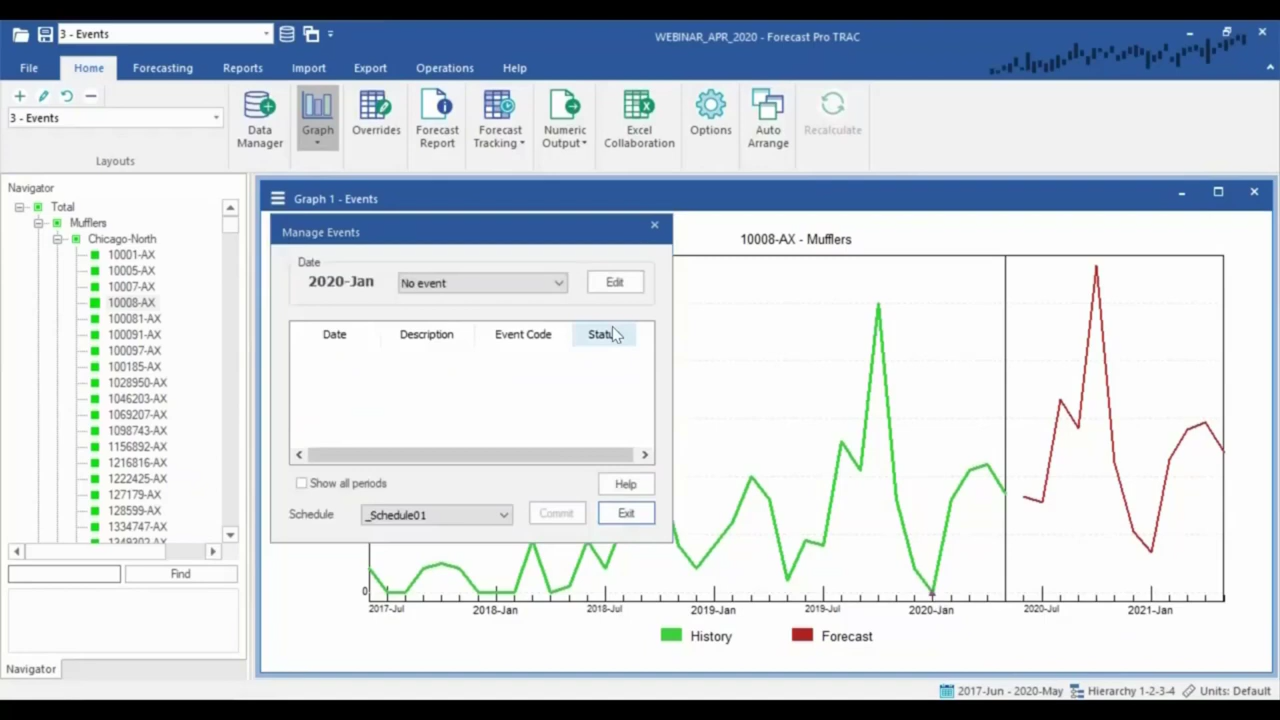 3 - Events
WEBINAR_APR_2020 - Forecast Pro TRAC
File Home Forecasting Reports Import Export Operations Help
3 - Events
Layouts
Data Manager
Graph
Overrides
Forecast Report
Forecast Tracking
Numeric Output
Excel Collaboration
Options
Auto Arrange
Recalculate
Navigator
Total
Mufflers
Chicago-North
10001-AX
10005-AX
10007-AX
10008-AX
100081-AX
100091-AX
100097-AX
100185-AX
1028950-AX
1046203-AX
1069207-AX
1098743-AX
1156892-AX
1216816-AX
1222425-AX
127179-AX
128599-AX
1334747-AX
1349302-AX
Find
Navigator
Graph 1 - Events
Manage Events
Date
2020-Jan No event Edit
Date Description Event Code
Show all periods
Help
Schedule _Schedule01 Commit Exit
10008-AX - Mufflers
0
2017-Jul 2018-Jan 2018-Jul 2019-Jan 2019-Jul 2020-Jan 2020-Jul 2021-Jan
History Forecast
2017-Jun - 2020-May Hierarchy 1-2-3-4 Units: Default